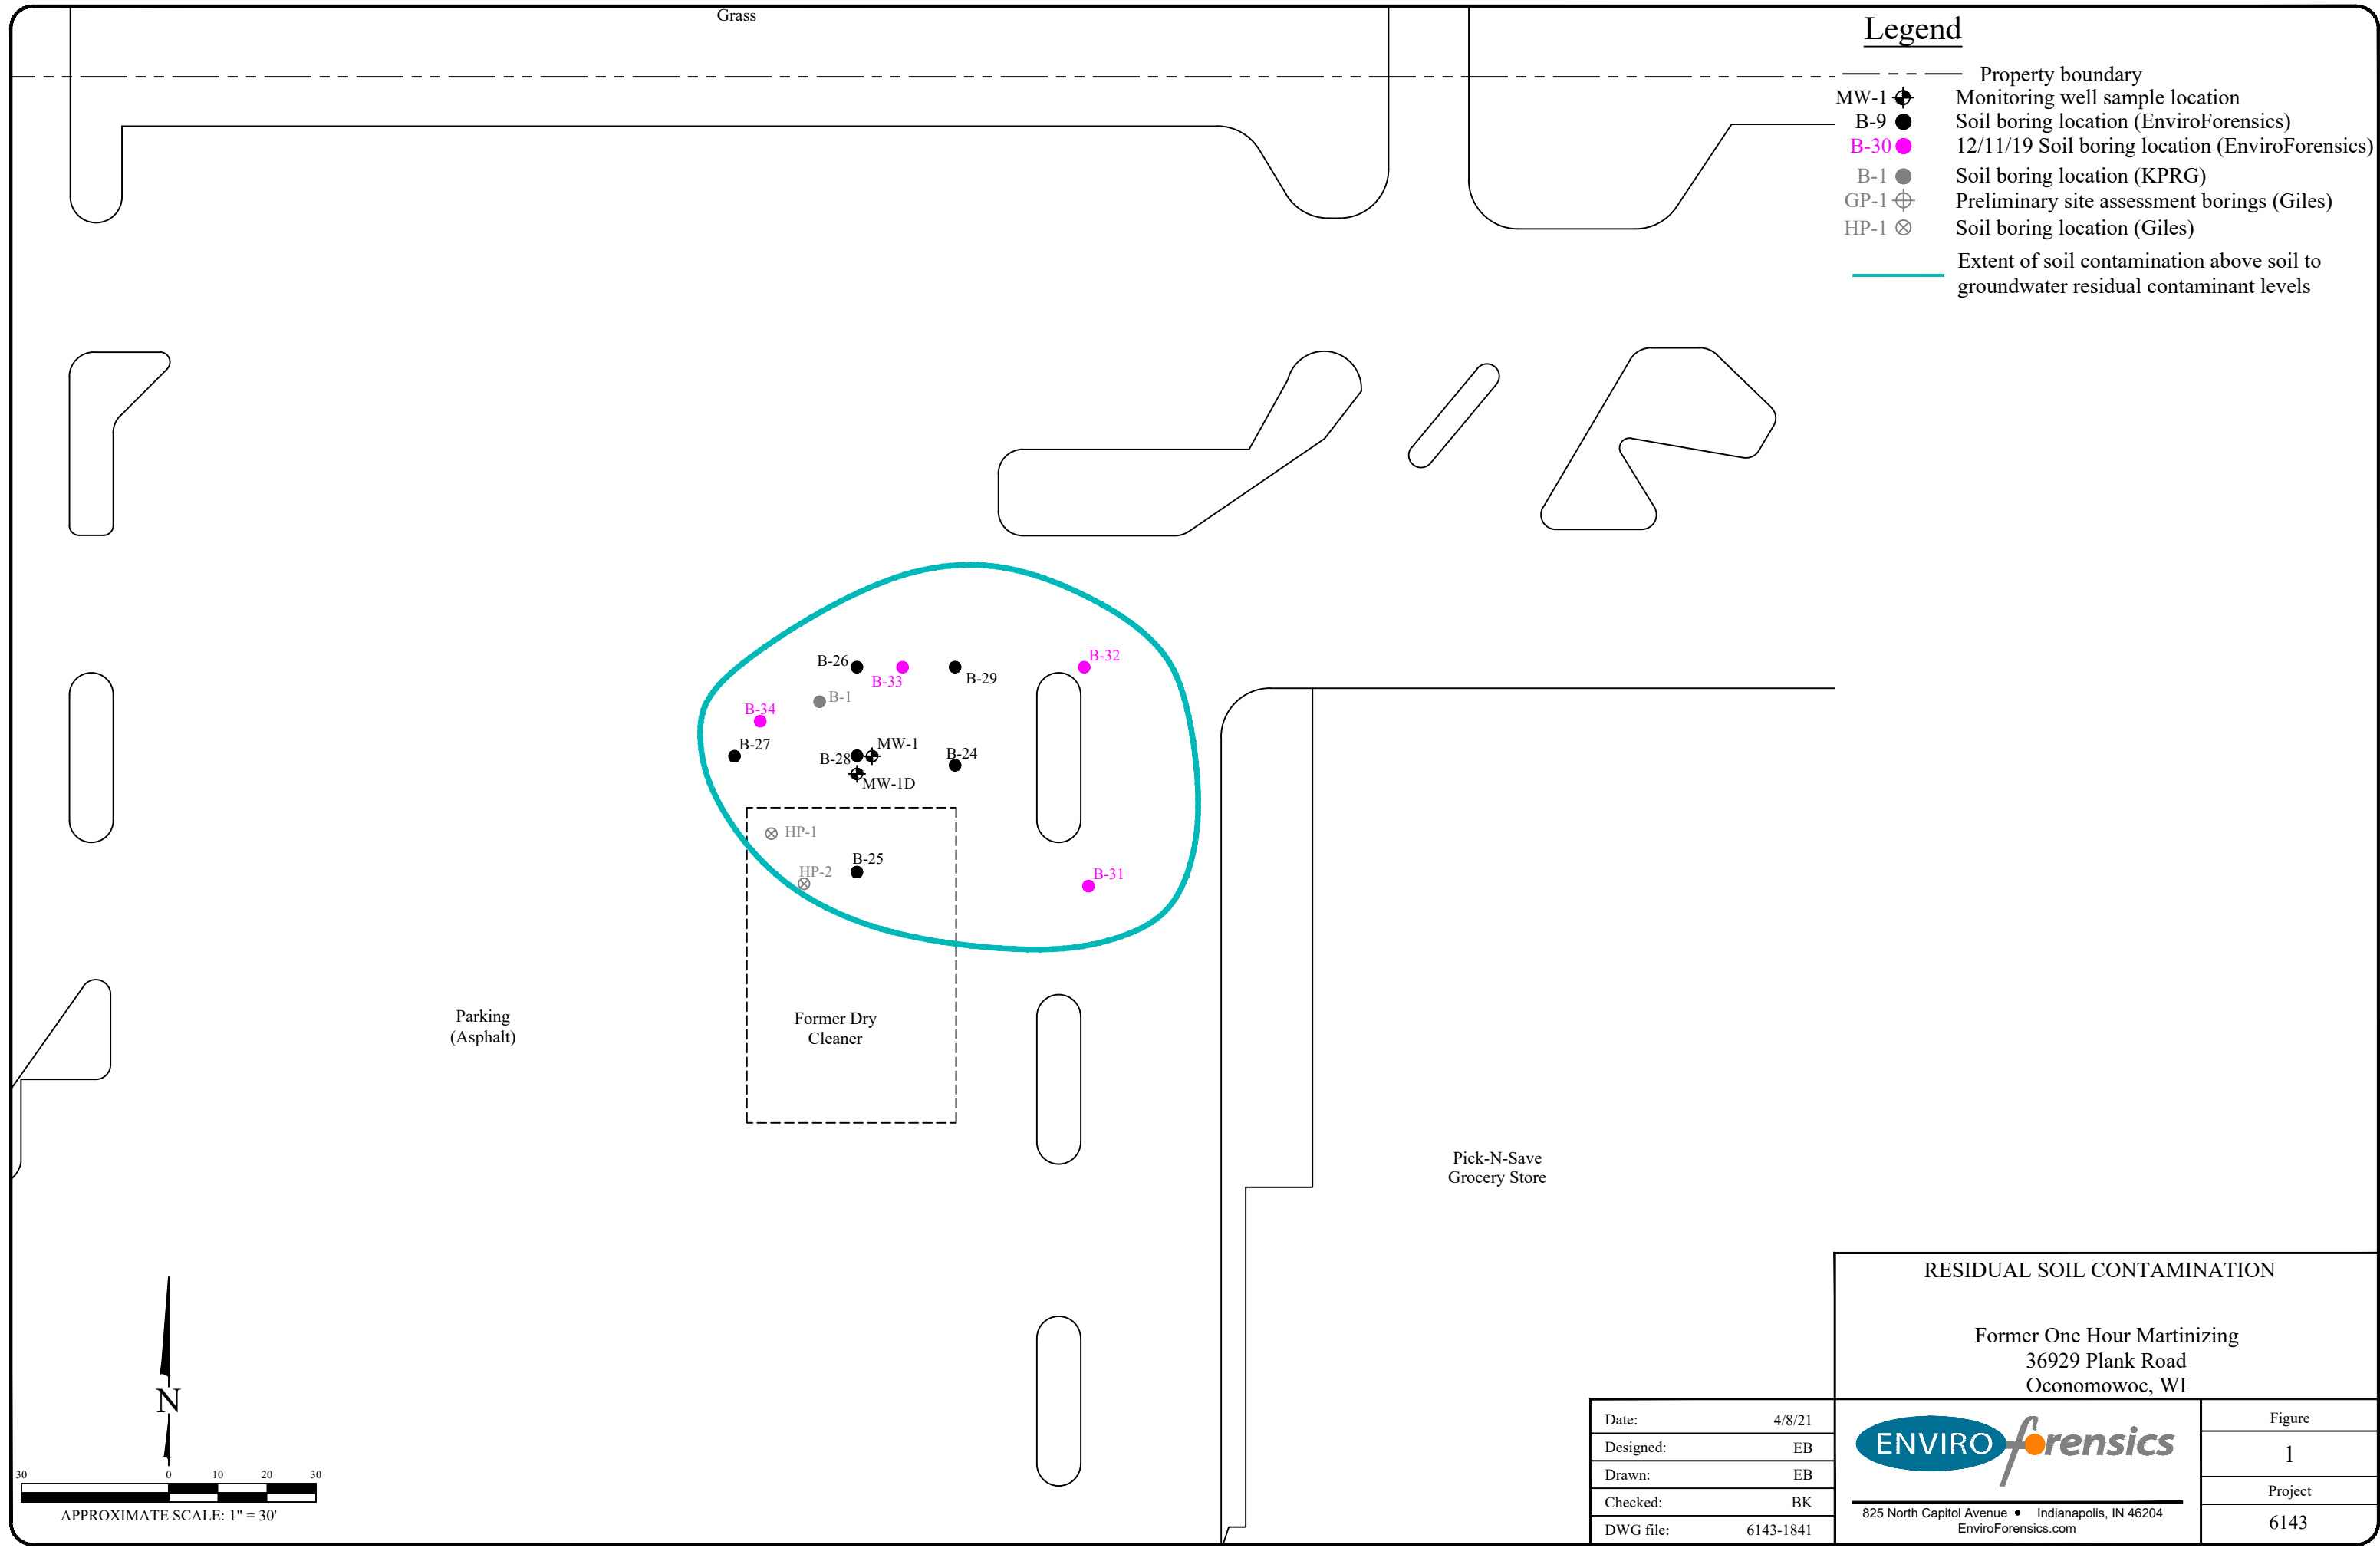 Grass
Legend
Property boundary
MW-1 Monitoring well sample location
B-9 Soil boring location (EnviroForensics)
B-30 12/11/19 Soil boring location (EnviroForensics)
B-1 Soil boring location (KPRG)
GP-1 Preliminary site assessment borings (Giles)
HP-1 Soil boring location (Giles)
Extent of soil contamination above soil to
groundwater residual contaminant levels
B-26
B-33
B-29
B-32
B-1
B-34
B-27
B-28
MW-1
B-24
MW-1D
HP-1
B-25
HP-2
B-31
Parking
(Asphalt)
Former Dry
Cleaner
Pick-N-Save
Grocery Store
N
30 0 10 20 30
APPROXIMATE SCALE: 1" = 30'
RESIDUAL SOIL CONTAMINATION
Former One Hour Martinizing
36929 Plank Road
Oconomowoc, WI
Date: 4/8/21
Designed: EB
Drawn: EB
Checked: BK
DWG file: 6143-1841
ENVIROforensics
825 North Capitol Avenue ● Indianapolis, IN 46204
EnviroForensics.com
Figure
1
Project
6143